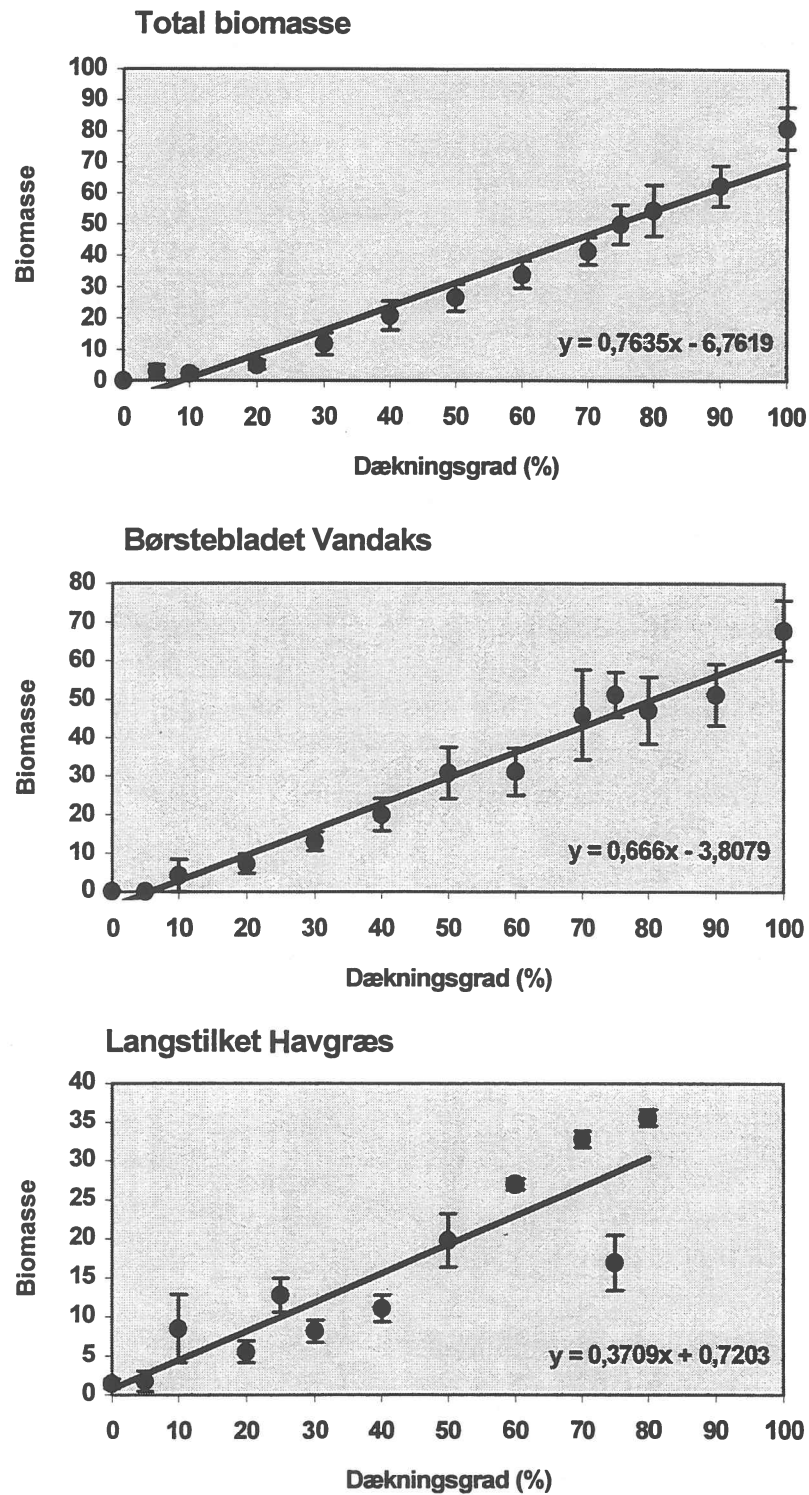 Total biomasse
100
90
80
70
60
50
40
30
20
10
0
Biomasse
y = 0,7635x - 6,7619
0 10 20 30 40 50 60 70 80 90 100
Dækningsgrad (%)
Børstebladet Vandaks
80
70
60
50
40
30
20
10
0
Biomasse
y = 0,666x - 3,8079
0 10 20 30 40 50 60 70 80 90 100
Dækningsgrad (%)
Langstilket Havgræs
40
35
30
25
20
15
10
5
0
Biomasse
y = 0,3709x + 0,7203
0 10 20 30 40 50 60 70 80 90 100
Dækningsgrad (%)